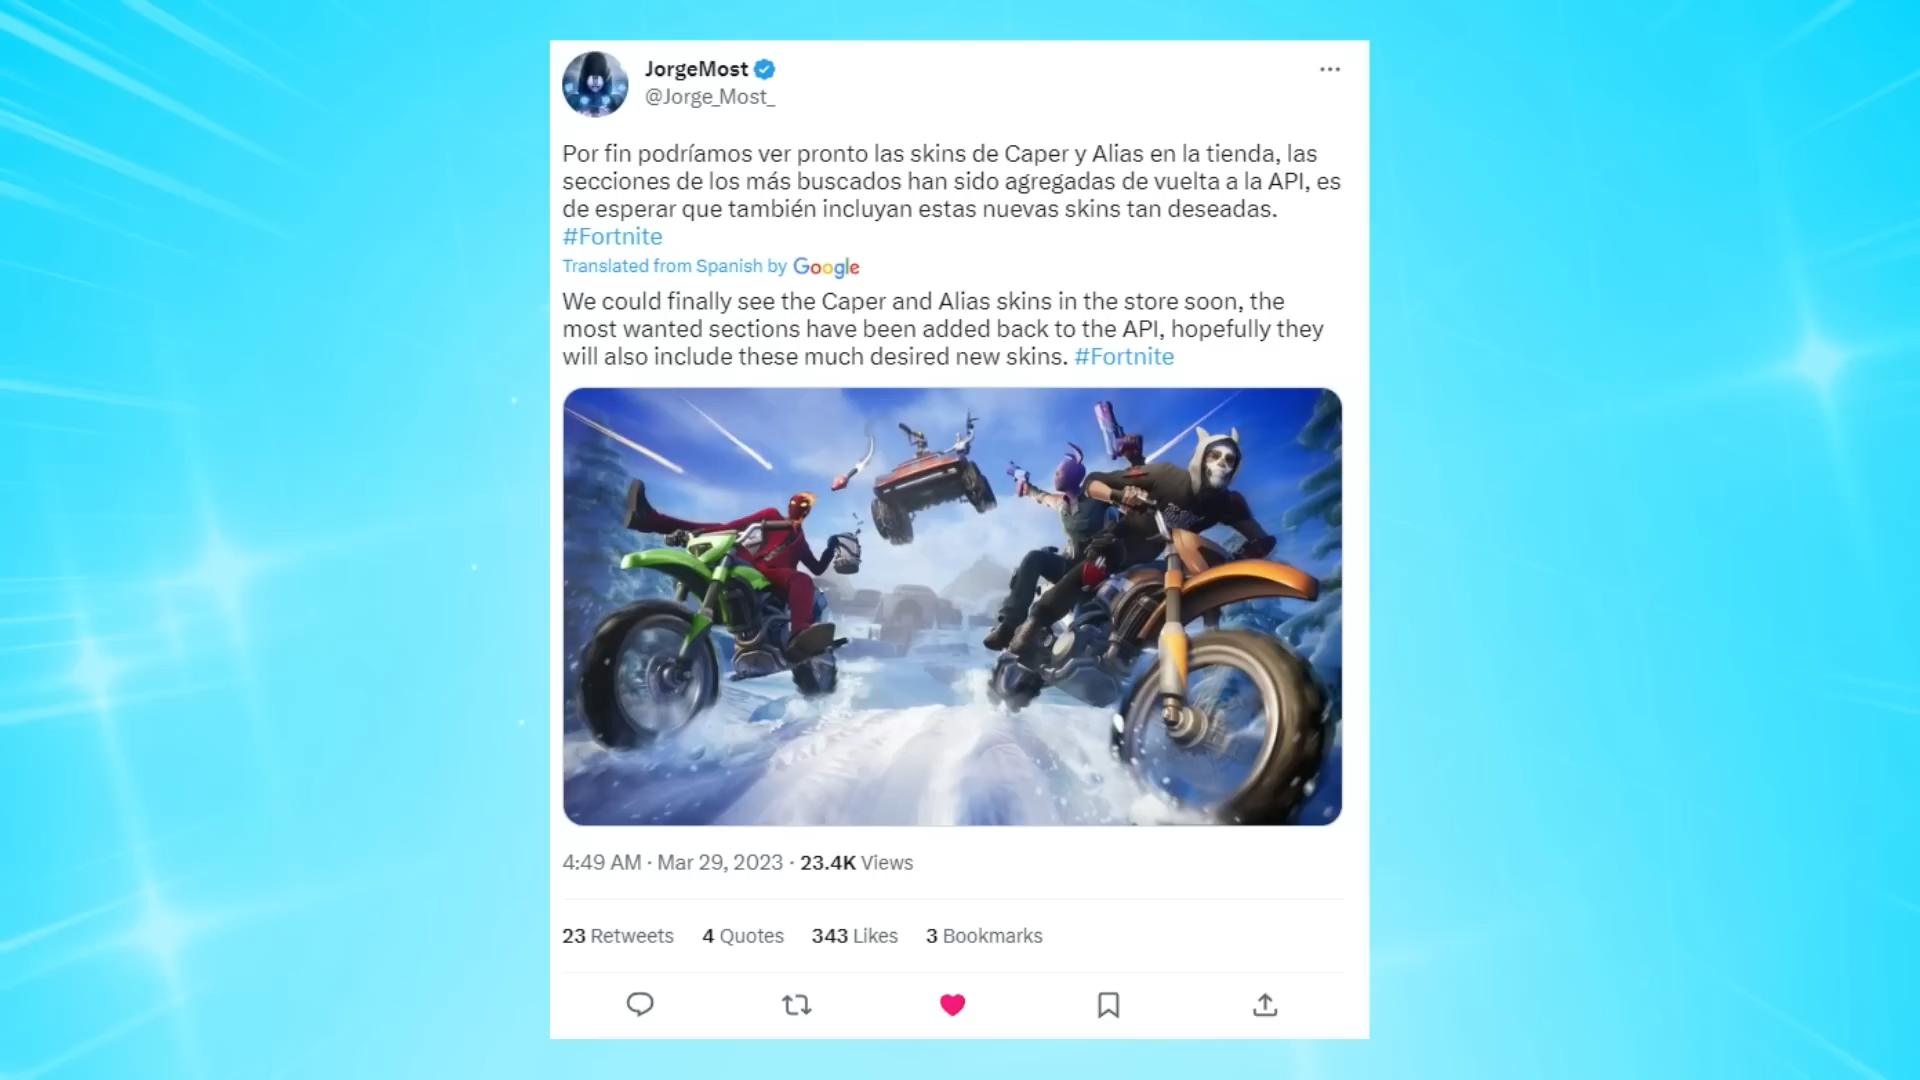 JorgeMost
@Jorge_Most_
Por fin podríamos ver pronto las skins de Caper y Alias en la tienda, las
secciones de los más buscados han sido agregadas de vuelta a la API, es
de esperar que también incluyan estas nuevas skins tan deseadas.
#Fortnite
Translated from Spanish by Google
We could finally see the Caper and Alias skins in the store soon, the
most wanted sections have been added back to the API, hopefully they
will also include these much desired new skins. #Fortnite
4:49 AM · Mar 29, 2023 · 23.4K Views
23 Retweets 4 Quotes 343 Likes 3 Bookmarks